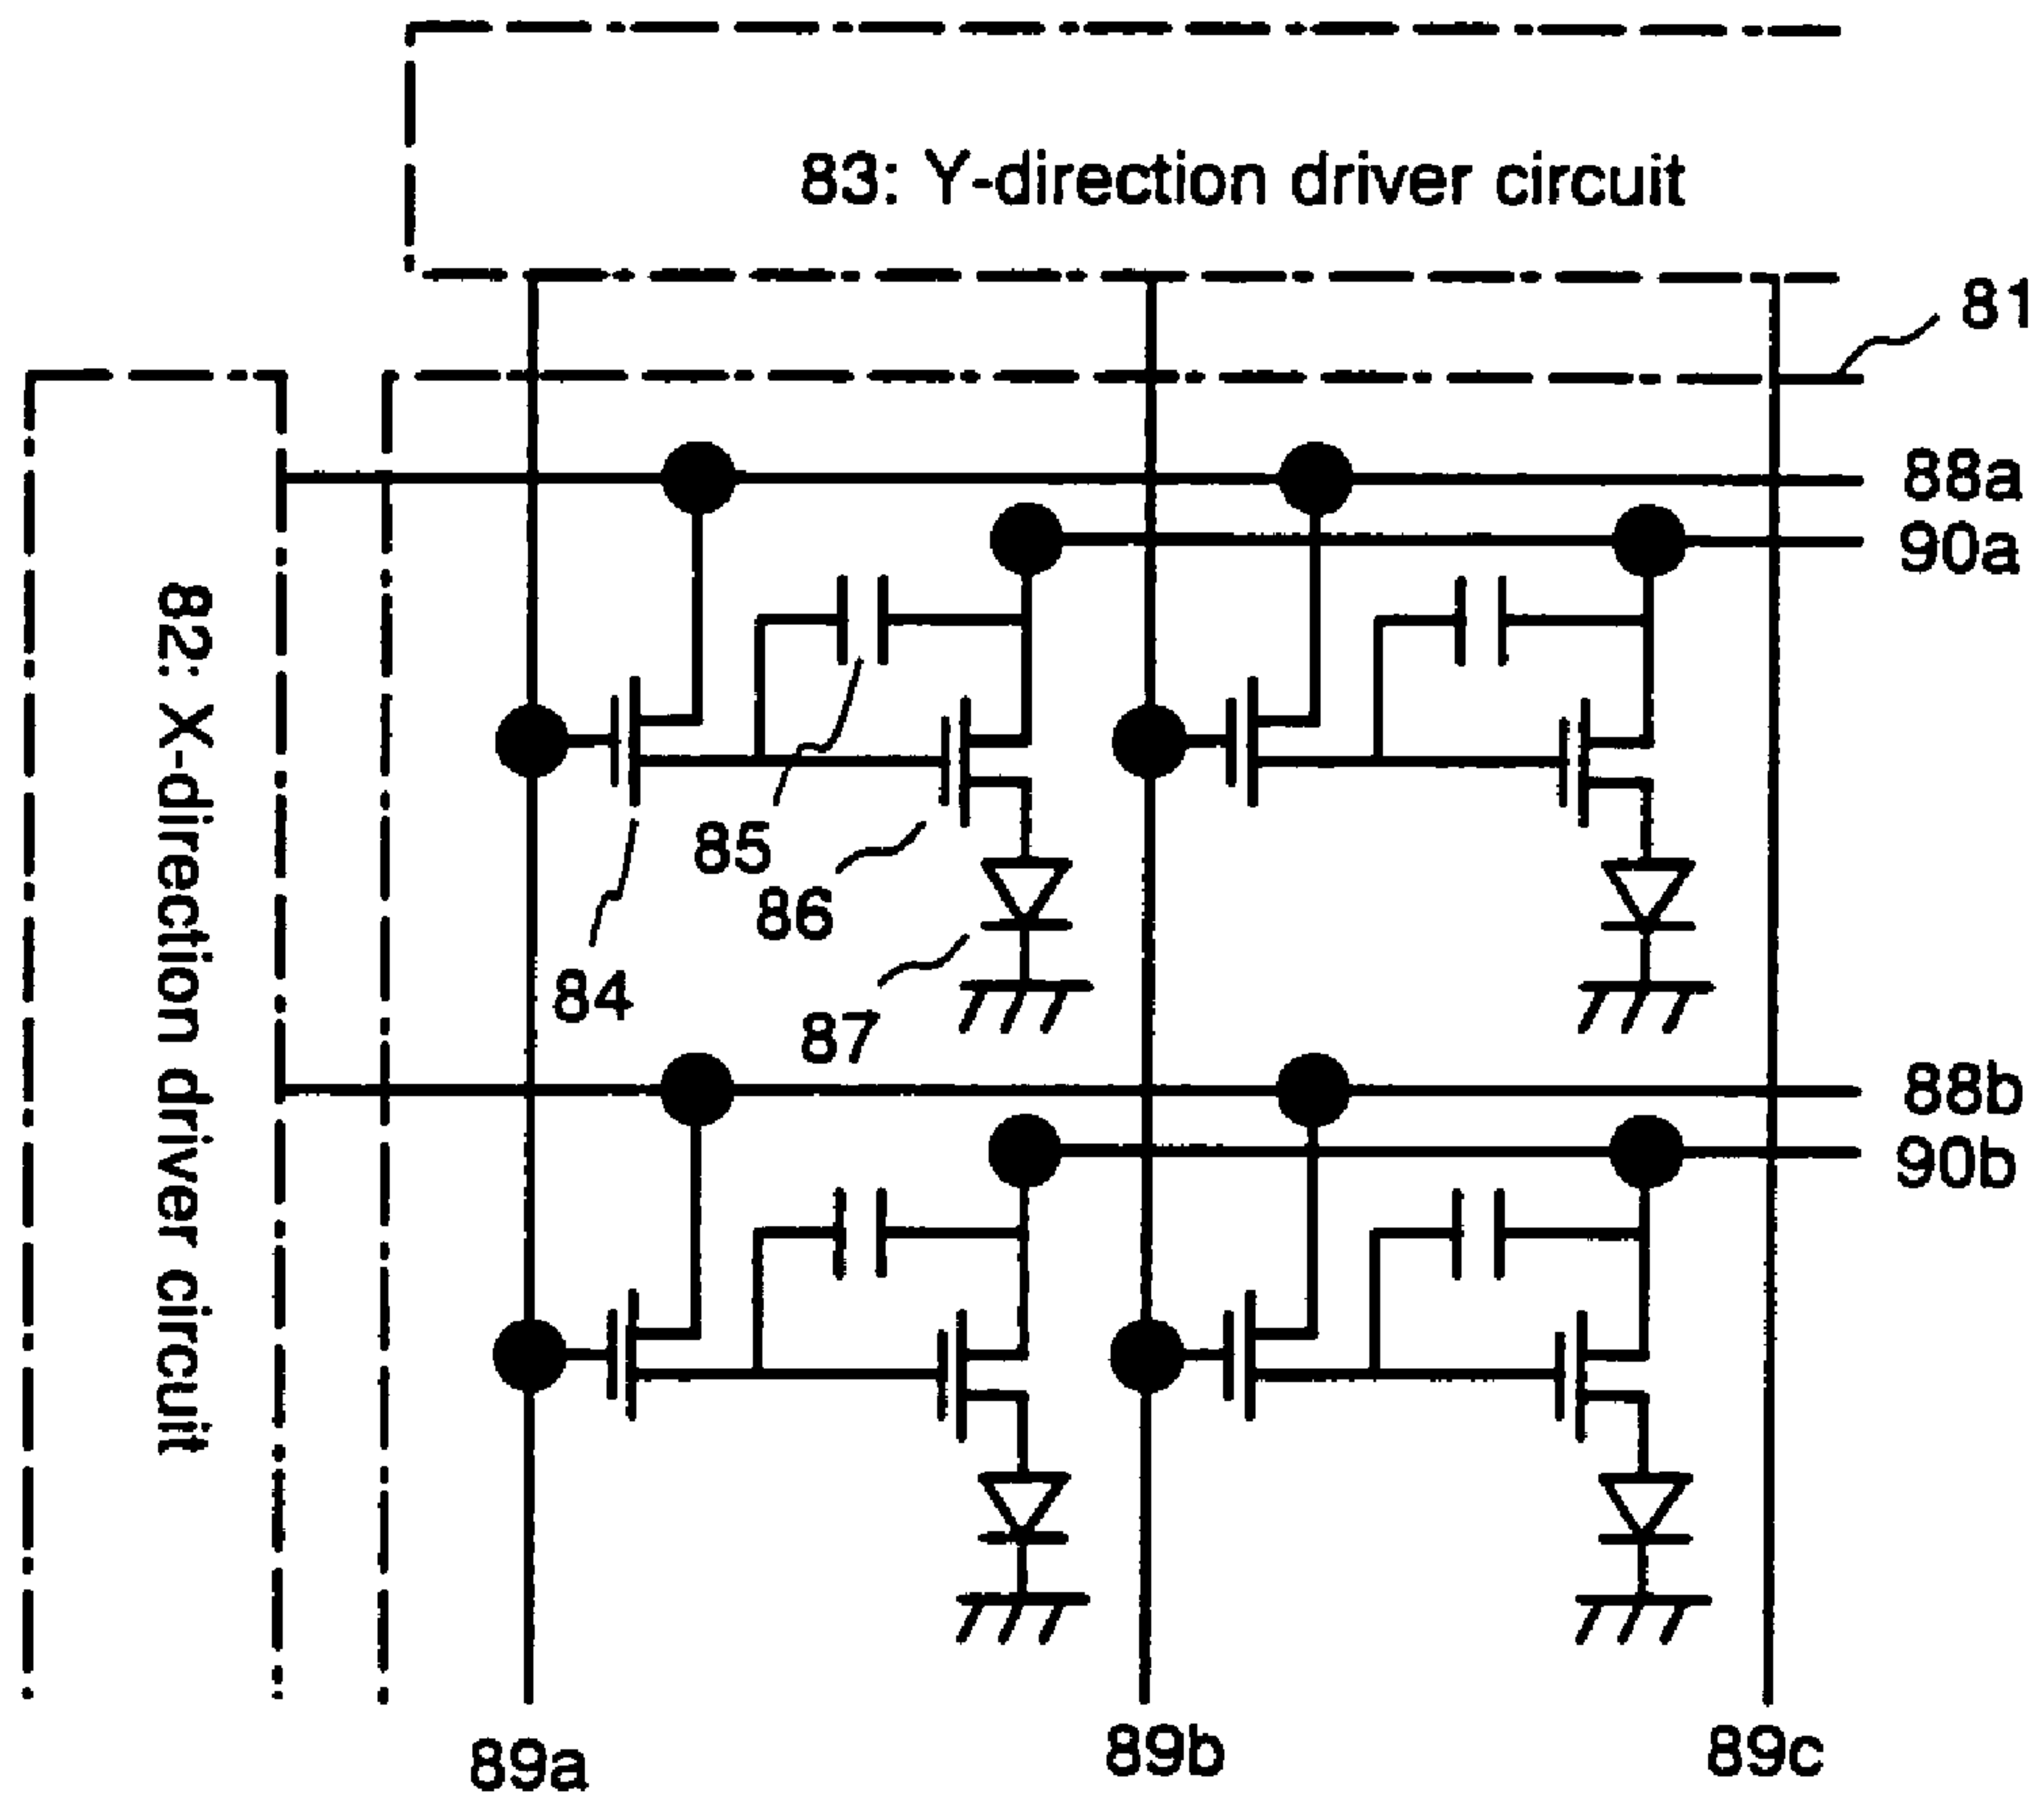 83: Y-direction driver circuit
81
88a
90a
82: X-direction driver circuit
85
86
84
87
88b
90b
89a
89b
89c